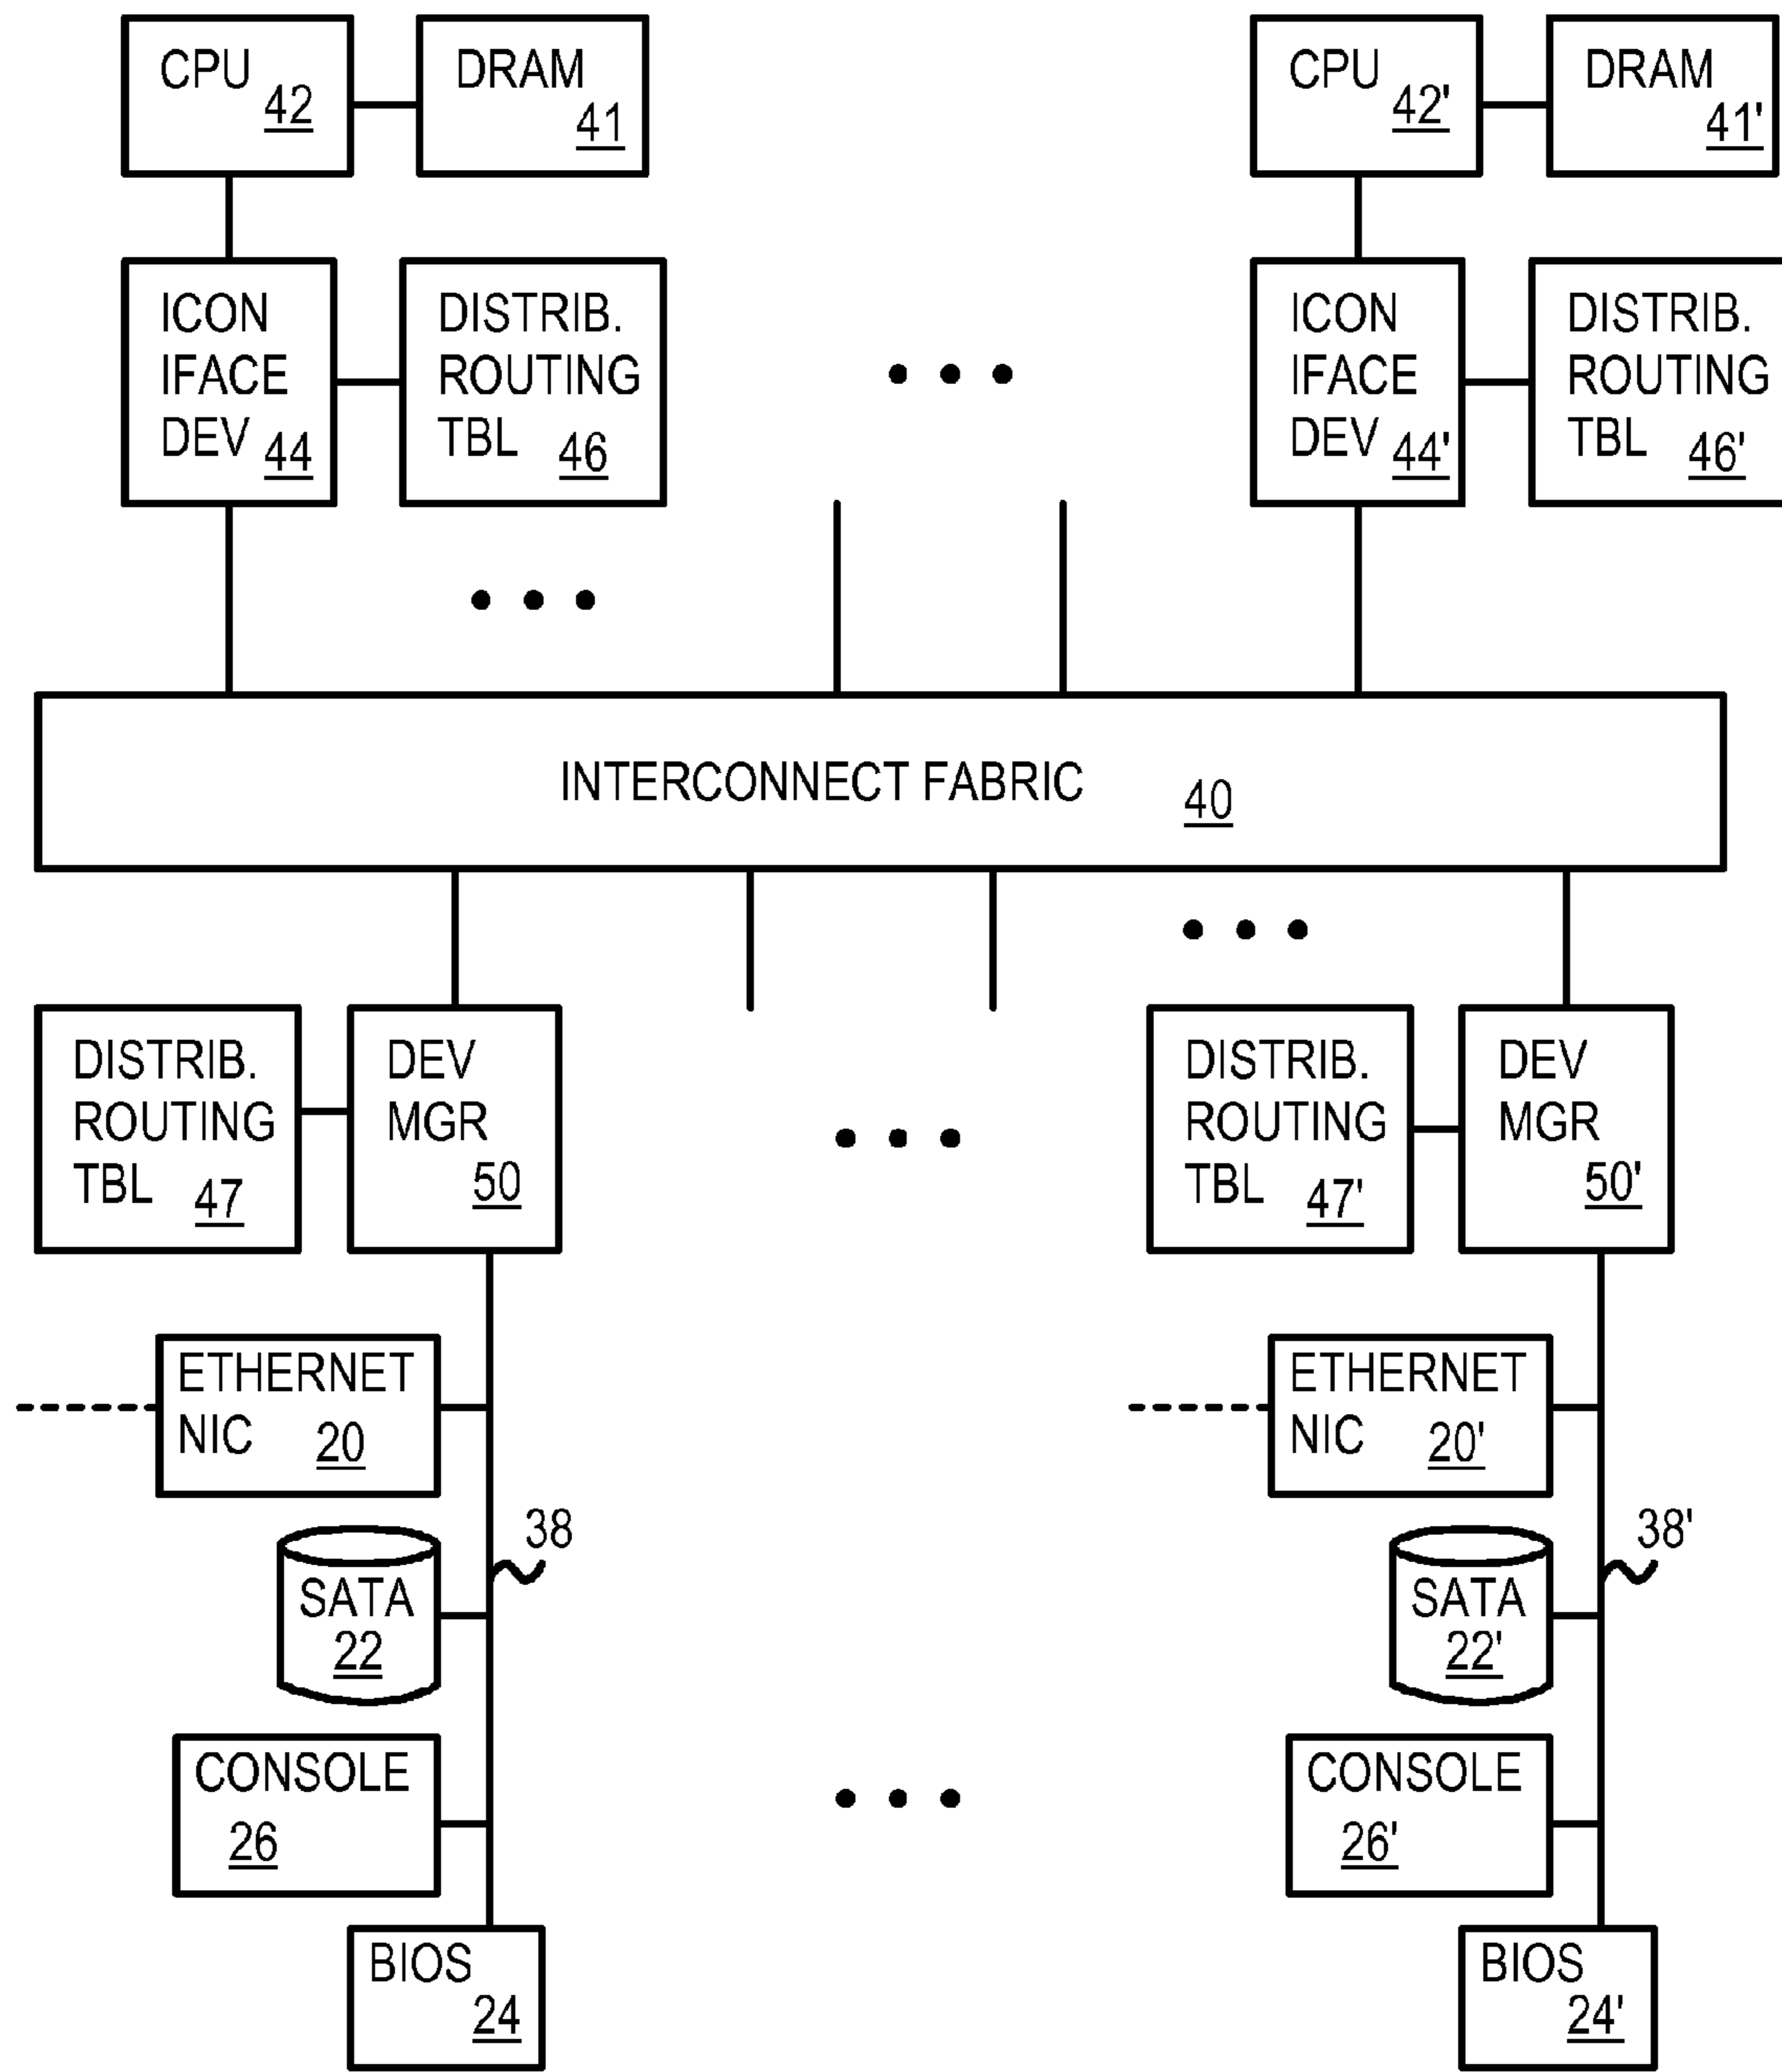 CPU
42
DRAM
41
CPU
42'
DRAM
41'
ICON
IFACE
DEV 44
DISTRIB.
ROUTING
TBL 46
ICON
IFACE
DEV 44'
DISTRIB.
ROUTING
TBL 46'
INTERCONNECT FABRIC 40
DISTRIB.
ROUTING
TBL 47
DEV
MGR
50
DISTRIB.
ROUTING
TBL 47'
DEV
MGR
50'
ETHERNET
NIC 20
ETHERNET
NIC 20'
38
38'
SATA
22
SATA
22'
CONSOLE
26
CONSOLE
26'
BIOS
24
BIOS
24'